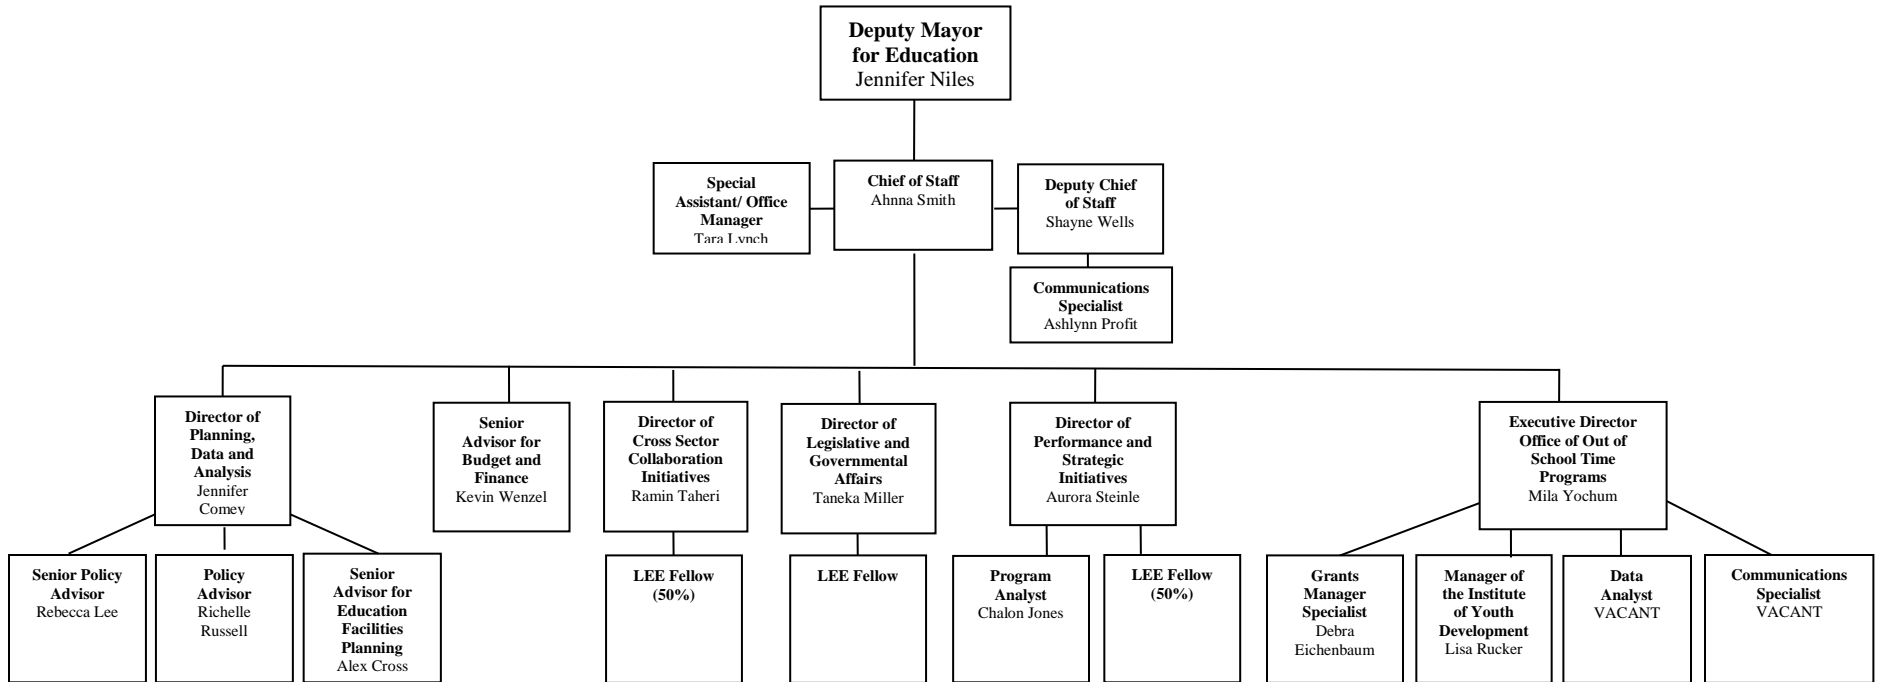 Deputy Mayor
for Education
Jennifer Niles
Special
Assistant/ Office
Manager
Tara Lynch
Chief of Staff
Ahnna Smith
Deputy Chief
of Staff
Shayne Wells
Communications
Specialist
Ashlynn Profit
Director of
Planning,
Data and
Analysis
Jennifer
Comey
Senior
Advisor for
Budget and
Finance
Kevin Wenzel
Director of
Cross Sector
Collaboration
Initiatives
Ramin Taheri
Director of
Legislative and
Governmental
Affairs
Taneka Miller
Director of
Performance and
Strategic
Initiatives
Aurora Steinle
Executive Director
Office of Out of
School Time
Programs
Mila Yochum
Senior Policy
Advisor
Rebecca Lee
Policy
Advisor
Richelle
Russell
Senior
Advisor for
Education
Facilities
Planning
Alex Cross
LEE Fellow
(50%)
LEE Fellow
Program
Analyst
Chalon Jones
LEE Fellow
(50%)
Grants
Manager
Specialist
Debra
Eichenbaum
Manager of
the Institute
of Youth
Development
Lisa Rucker
Data
Analyst
VACANT
Communications
Specialist
VACANT